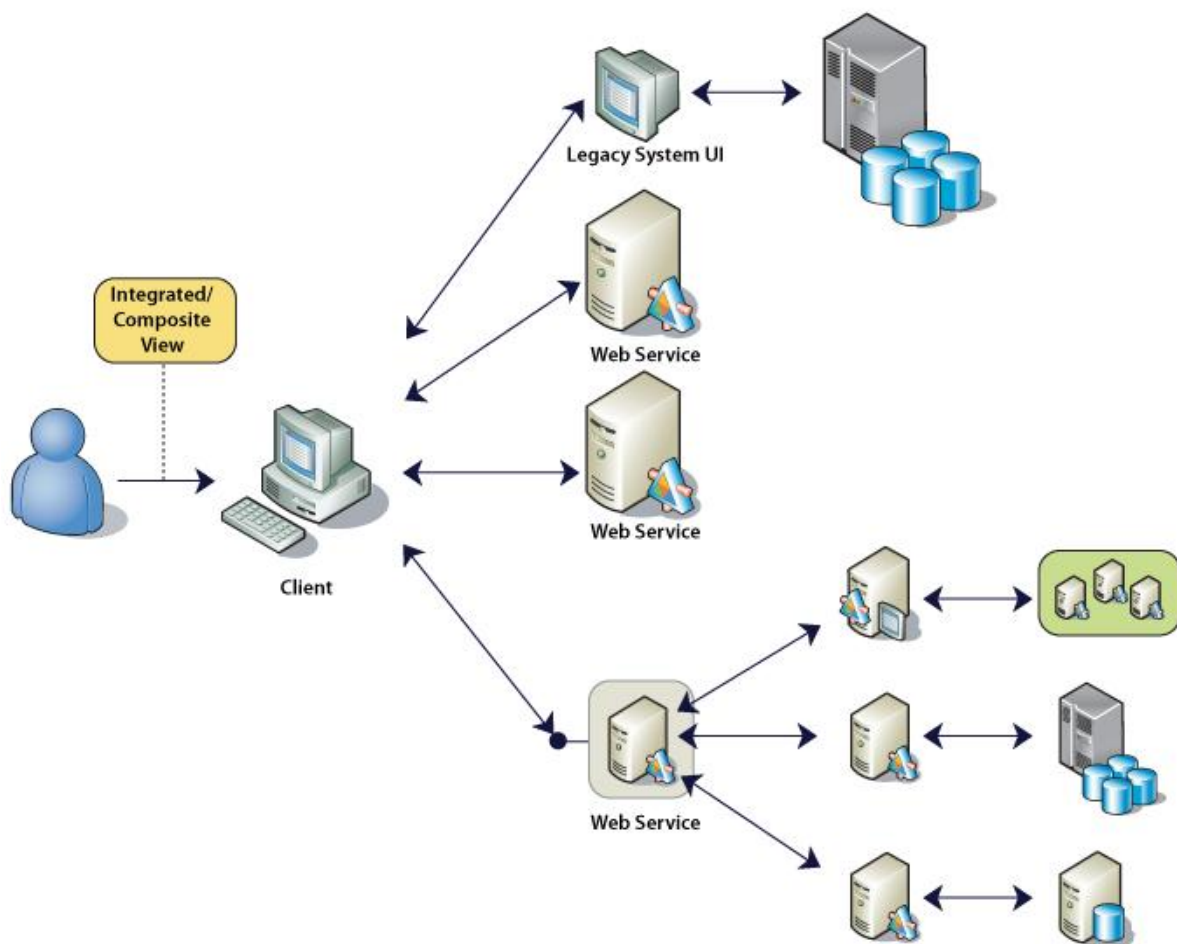 Legacy System UI
Integrated/
Composite
View
Web Service
Web Service
Client
Web Service